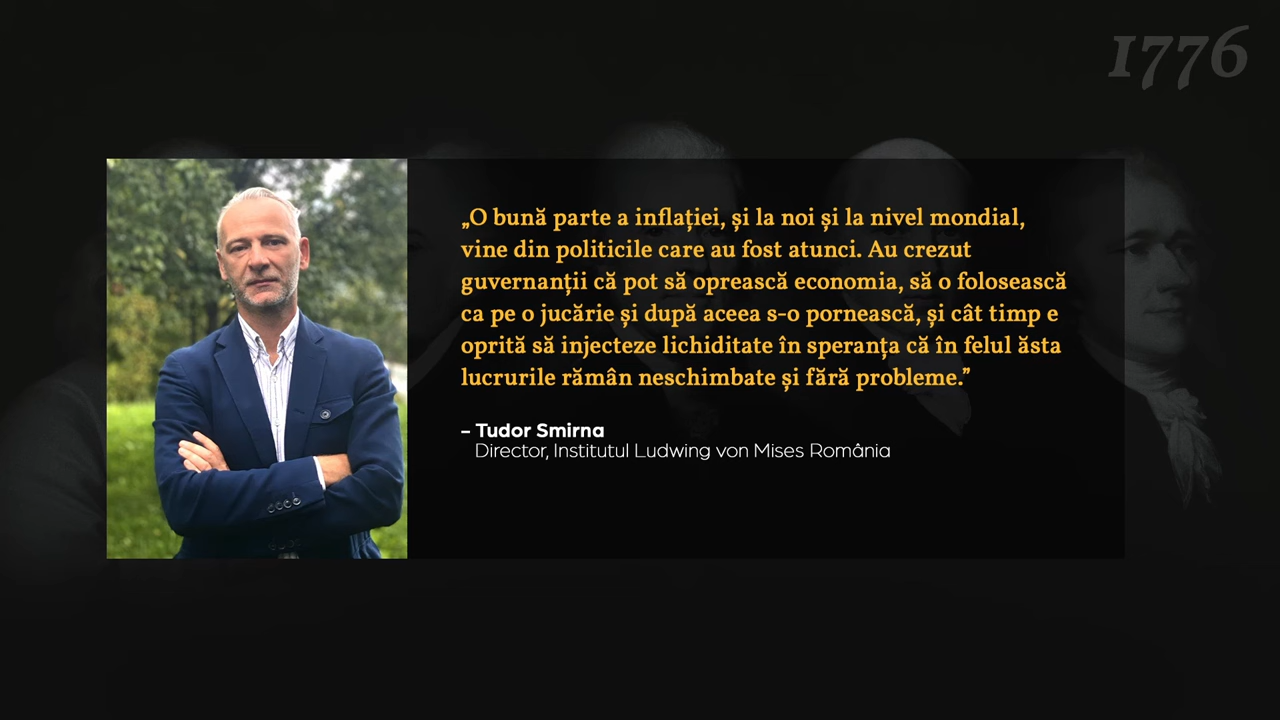 1776
„O bună parte a inflației, și la noi și la nivel mondial,
vine din politicile care au fost atunci. Au crezut
guvernanții că pot să oprească economia, să o folosească
ca pe o jucărie și după aceea s-o pornească, și cât timp e
oprită să injecteze lichiditate în speranța că în felul ăsta
lucrurile rămân neschimbate și fără probleme.”
– Tudor Smirna
Director, Institutul Ludwing von Mises România